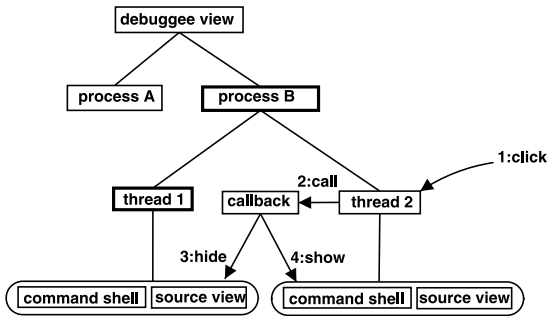 debuggee view
process A
process B
1:click
2:call
thread 1
callback
thread 2
3:hide
4:show
command shell
source view
command shell
source view